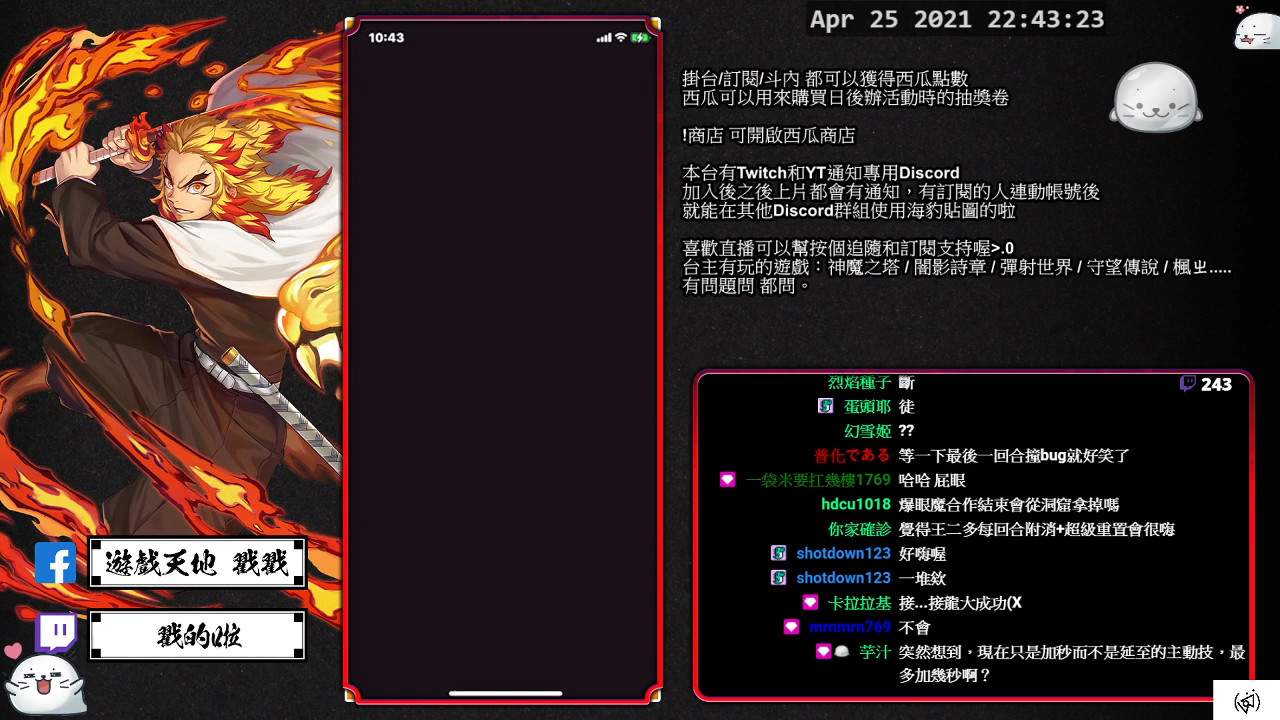 Apr 25 2021 22:43:23
10:43
掛台/訂閱/斗內 都可以獲得西瓜點數
西瓜可以用來購買日後辦活動時的抽獎卷
!商店 可開啟西瓜商店
本台有Twitch和YT通知專用Discord
加入後之後上片都會有通知，有訂閱的人連動帳號後
就能在其他Discord群組使用海豹貼圖的啦
喜歡直播可以幫按個追隨和訂閱支持喔>.0
台主有玩的遊戲：神魔之塔 / 闇影詩章 / 彈射世界 / 守望傳說 / 楓ㄓ.....
有問題問 都問。
243
烈焰種子 斷
蛋頭耶 徒
幻雪姬 ??
普化である 等一下最後一回合撞bug就好笑了
一袋米要扛幾樓1769 哈哈 屁眼
hdcu1018 爆眼魔合作結束會從洞窟拿掉嗎
你家確診 覺得王二多每回合附消+超級重置會很嗨
shotdown123 好嗨喔
shotdown123 一堆欸
卡拉拉基 接...接龍大成功(X
mrnmrn769 不會
芋汁 突然想到，現在只是加秒而不是延至的主動技，最
多加幾秒啊？
遊戲天地 戳戳
戳的啦